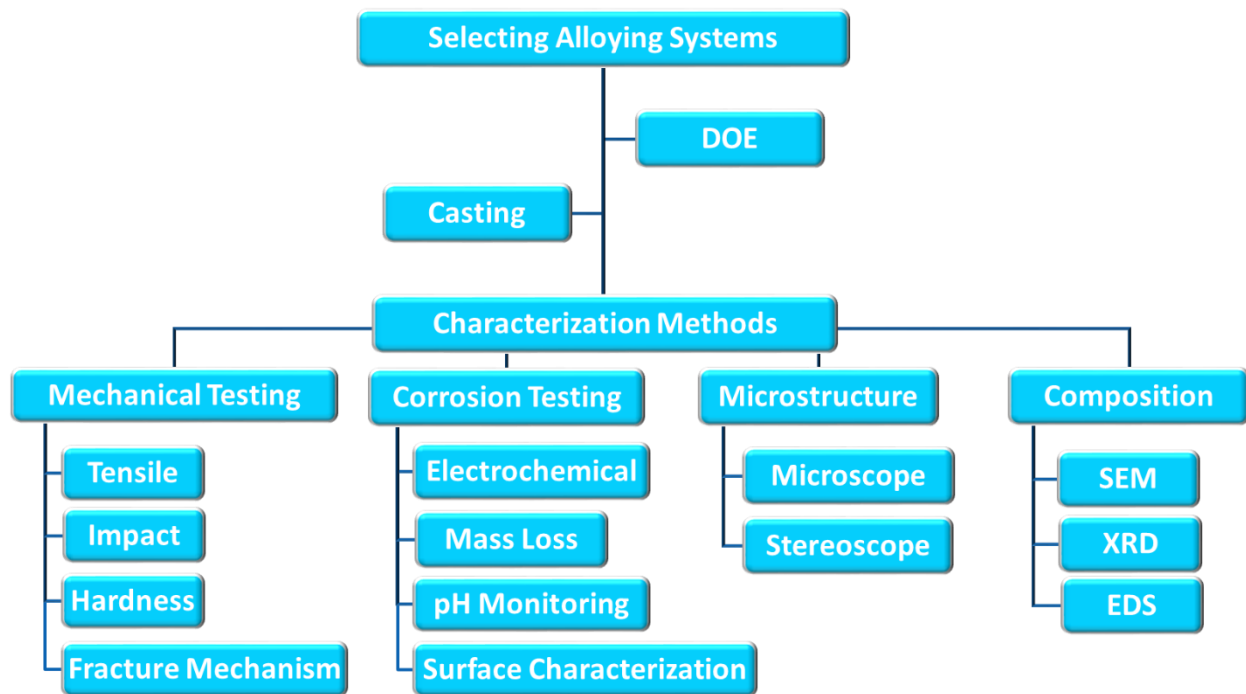 Selecting Alloying Systems
DOE
Casting
Characterization Methods
Mechanical Testing
Tensile
Impact
Hardness
Fracture Mechanism
Corrosion Testing
Electrochemical
Mass Loss
pH Monitoring
Surface Characterization
Microstructure
Microscope
Stereoscope
Composition
SEM
XRD
EDS